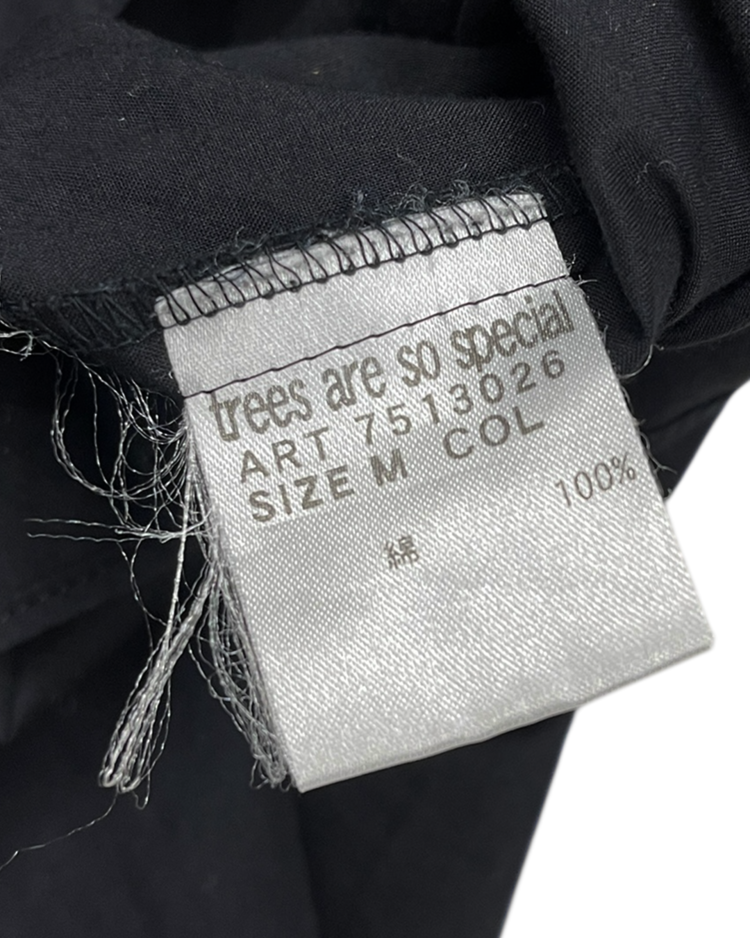 trees are so special
ART 7513026
SIZE M COL
綿 100%